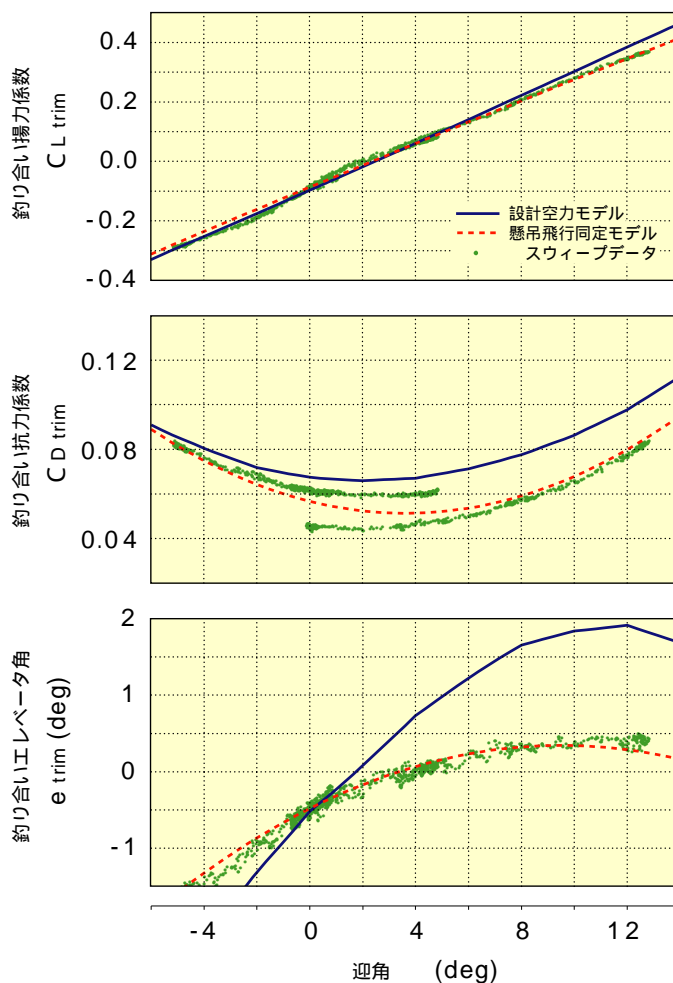 0.4
0.2
0.0
-0.2
-0.4
釣り合い揚力係数
C L trim
設計空力モデル
懸吊飛行同定モデル
スウィープデータ
0.12
0.08
0.04
釣り合い抗力係数
C D trim
2
1
0
-1
釣り合いエレベータ角
e trim (deg)
-4 0 4 8 12
迎角 (deg)